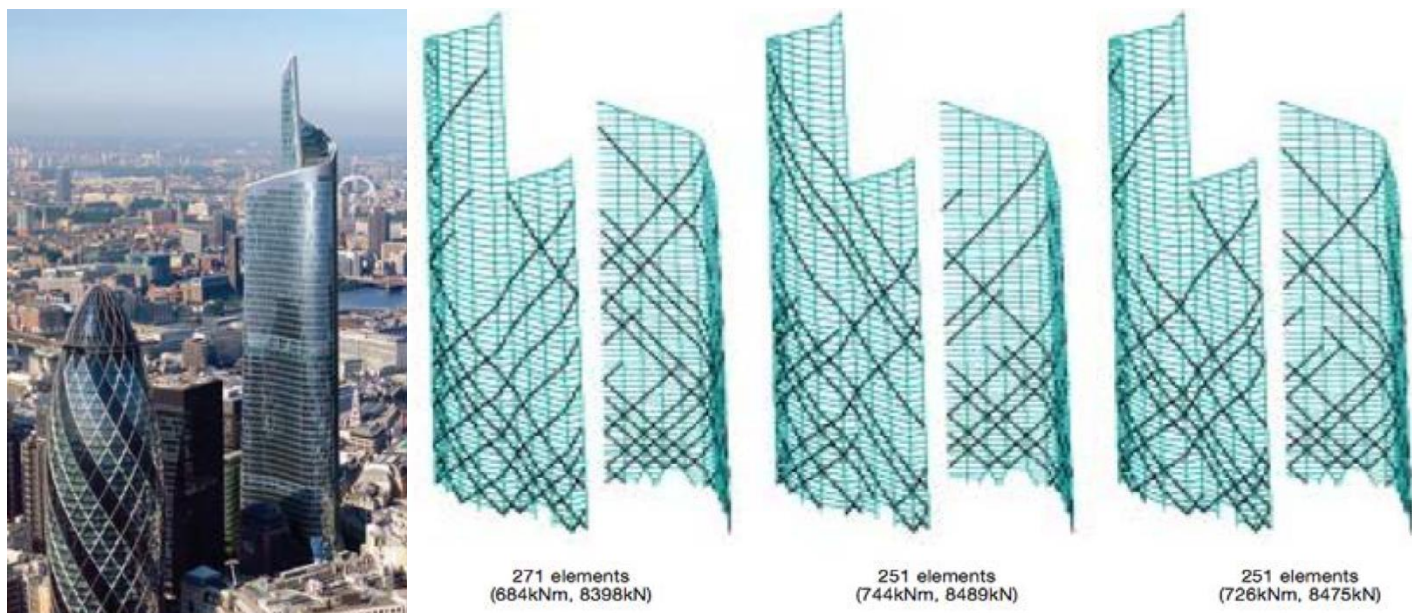 271 elements
(684kNm, 8398kN)
251 elements
(744kNm, 8489kN)
251 elements
(726kNm, 8475kN)